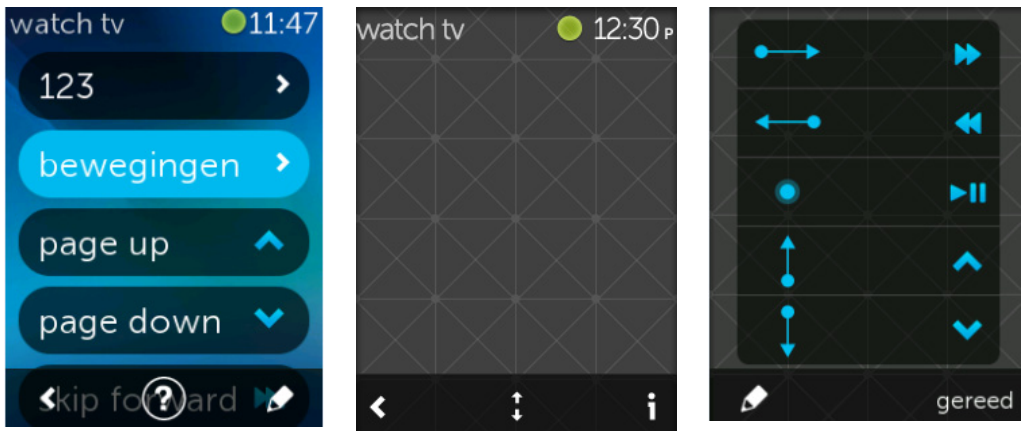 watch tv 11:47
123
bewegingen
page up
page down
skip forward
watch tv 12:30 P
gereed